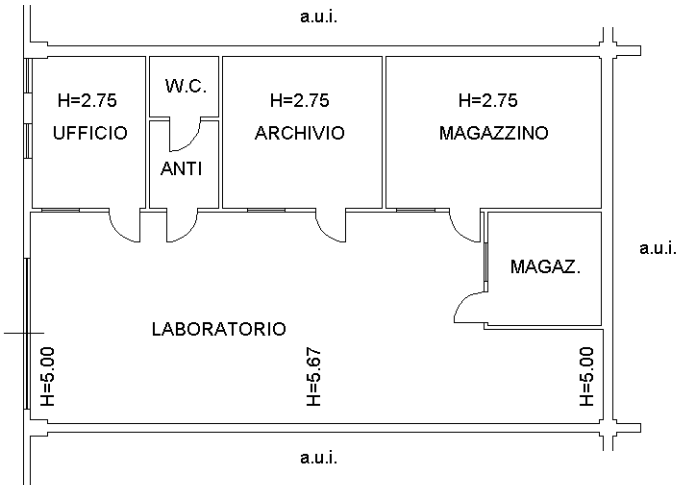 a.u.i.
W.C.
H=2.75
UFFICIO
H=2.75
ARCHIVIO
H=2.75
MAGAZZINO
ANTI
a.u.i.
MAGAZ.
LABORATORIO
H=5.00
H=5.67
H=5.00
a.u.i.